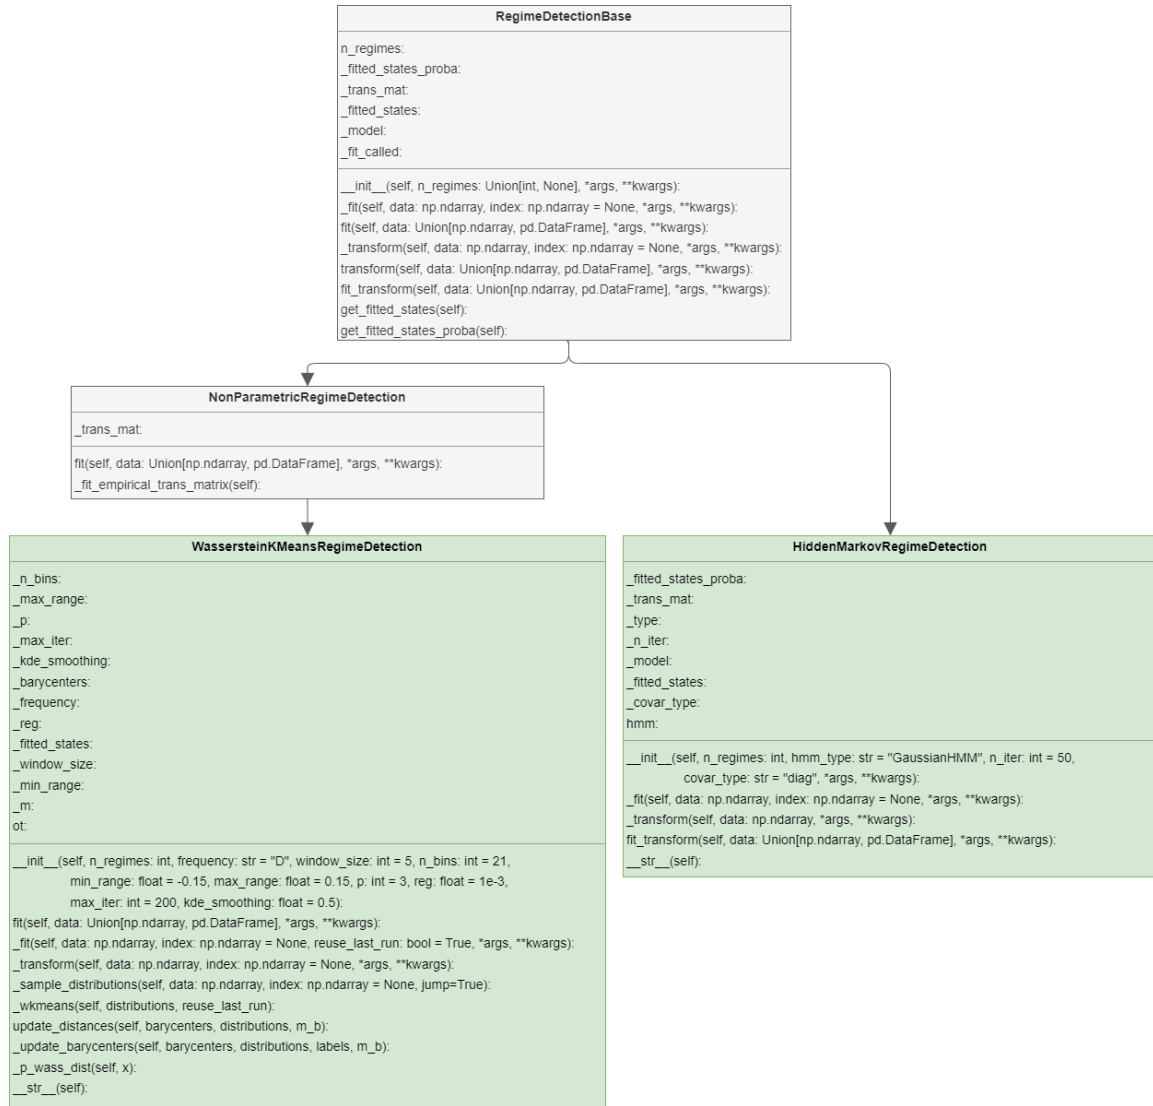 RegimeDetectionBase
n_regimes:
_fitted_states_proba:
_trans_mat:
_fitted_states:
_model:
_fit_called:
__init__(self, n_regimes: Union[int, None], *args, **kwargs):
_fit(self, data: np.ndarray, index: np.ndarray = None, *args, **kwargs):
fit(self, data: Union[np.ndarray, pd.DataFrame], *args, **kwargs):
_transform(self, data: np.ndarray, index: np.ndarray = None, *args, **kwargs):
transform(self, data: Union[np.ndarray, pd.DataFrame], *args, **kwargs):
fit_transform(self, data: Union[np.ndarray, pd.DataFrame], *args, **kwargs):
get_fitted_states(self):
get_fitted_states_proba(self):
NonParametricRegimeDetection
_trans_mat:
fit(self, data: Union[np.ndarray, pd.DataFrame], *args, **kwargs):
_fit_empirical_trans_matrix(self):
WassersteinKMeansRegimeDetection
_n_bins:
_max_range:
_p:
_max_iter:
_kde_smoothing:
_barycenters:
_frequency:
_reg:
_fitted_states:
_window_size:
_min_range:
_m:
ot:
__init__(self, n_regimes: int, frequency: str = "D", window_size: int = 5, n_bins: int = 21,
min_range: float = -0.15, max_range: float = 0.15, p: int = 3, reg: float = 1e-3,
max_iter: int = 200, kde_smoothing: float = 0.5):
fit(self, data: Union[np.ndarray, pd.DataFrame], *args, **kwargs):
_fit(self, data: np.ndarray, index: np.ndarray = None, reuse_last_run: bool = True, *args, **kwargs):
_transform(self, data: np.ndarray, index: np.ndarray = None, *args, **kwargs):
_sample_distributions(self, data: np.ndarray, index: np.ndarray = None, jump=True):
_wkmeans(self, distributions, reuse_last_run):
update_distances(self, barycenters, distributions, m_b):
_update_barycenters(self, barycenters, distributions, labels, m_b):
_p_wass_dist(self, x):
__str__(self):
HiddenMarkovRegimeDetection
_fitted_states_proba:
_trans_mat:
_type:
_n_iter:
_model:
_fitted_states:
_covar_type:
hmm:
__init__(self, n_regimes: int, hmm_type: str = "GaussianHMM", n_iter: int = 50,
covar_type: str = "diag", *args, **kwargs):
_fit(self, data: np.ndarray, index: np.ndarray = None, *args, **kwargs):
_transform(self, data: np.ndarray, *args, **kwargs):
fit_transform(self, data: Union[np.ndarray, pd.DataFrame], *args, **kwargs):
__str__(self):